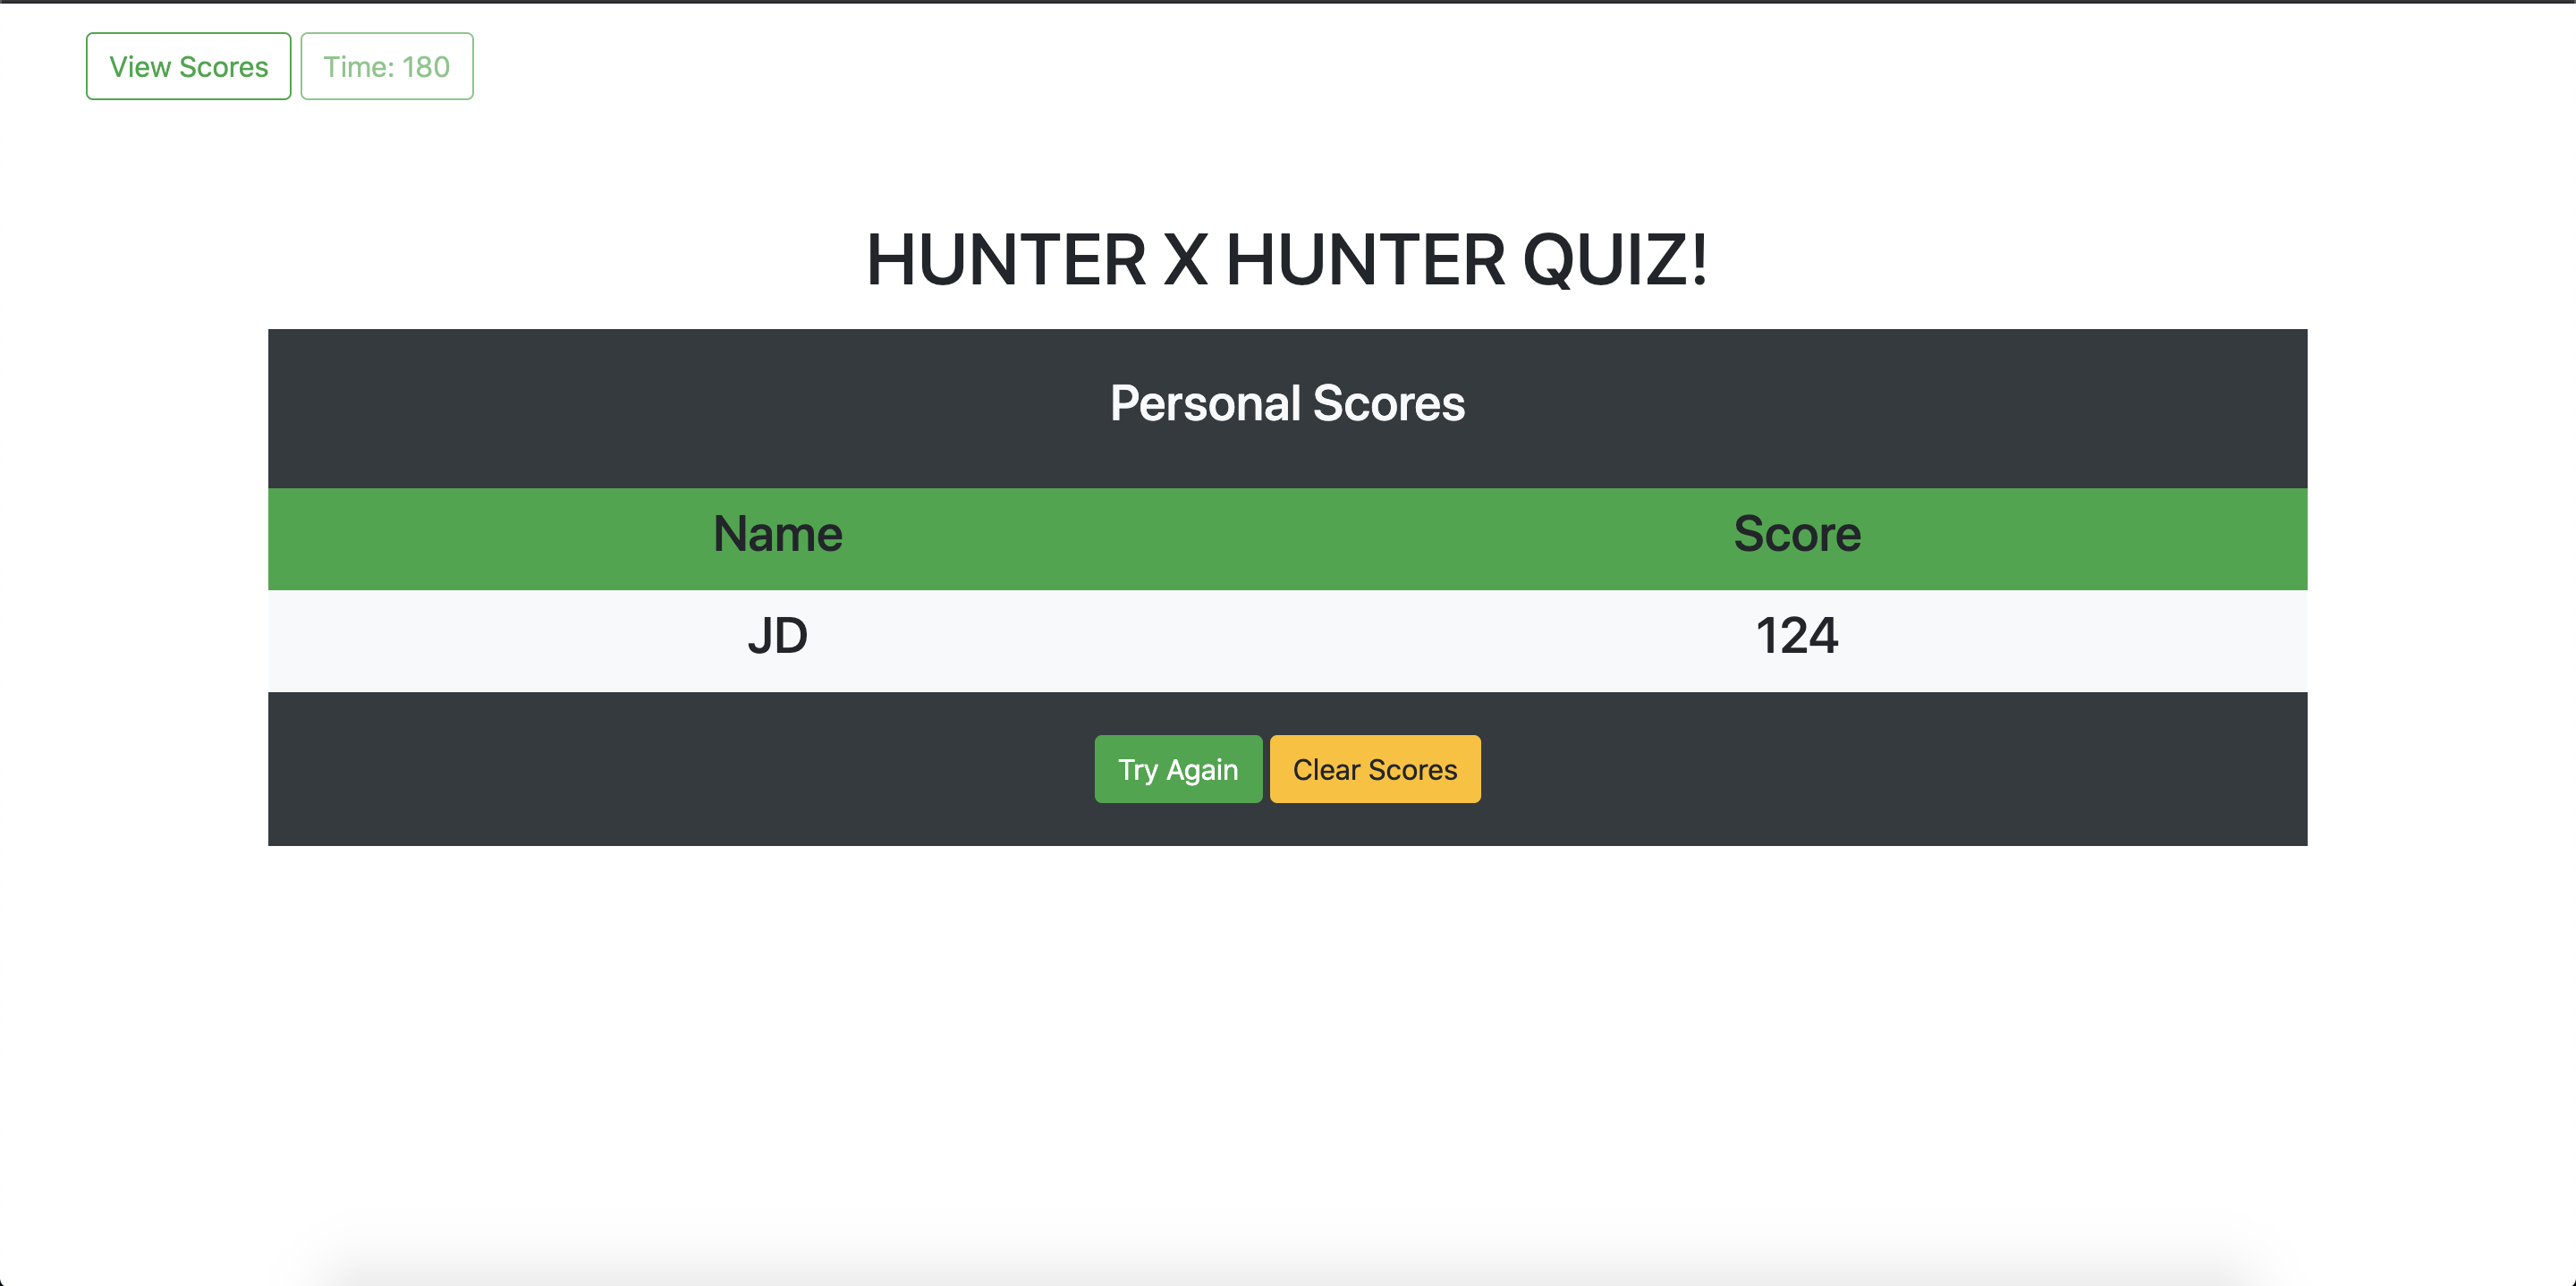 View Scores Time: 180
HUNTER X HUNTER QUIZ!
Personal Scores
Name Score
JD 124
Try Again Clear Scores